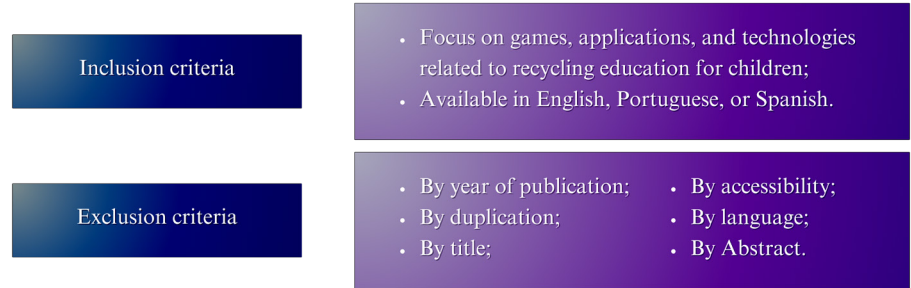 Inclusion criteria
• Focus on games, applications, and technologies
related to recycling education for children;
• Available in English, Portuguese, or Spanish.
Exclusion criteria
• By year of publication;
• By duplication;
• By title;
• By accessibility;
• By language;
• By Abstract.